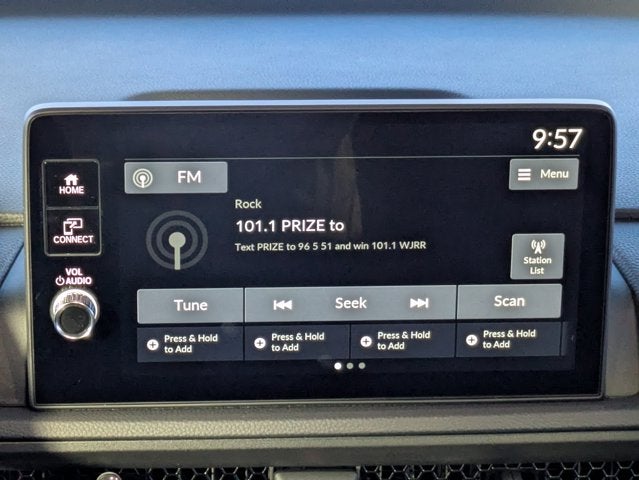 9:57
HOME
FM
Menu
Rock
101.1 PRIZE to
Text PRIZE to 96 5 51 and win 101.1 WJRR
CONNECT
Station
List
VOL
AUDIO
Tune
Seek
Scan
Press & Hold
to Add
Press & Hold
to Add
Press & Hold
to Add
Press & Hold
to Add